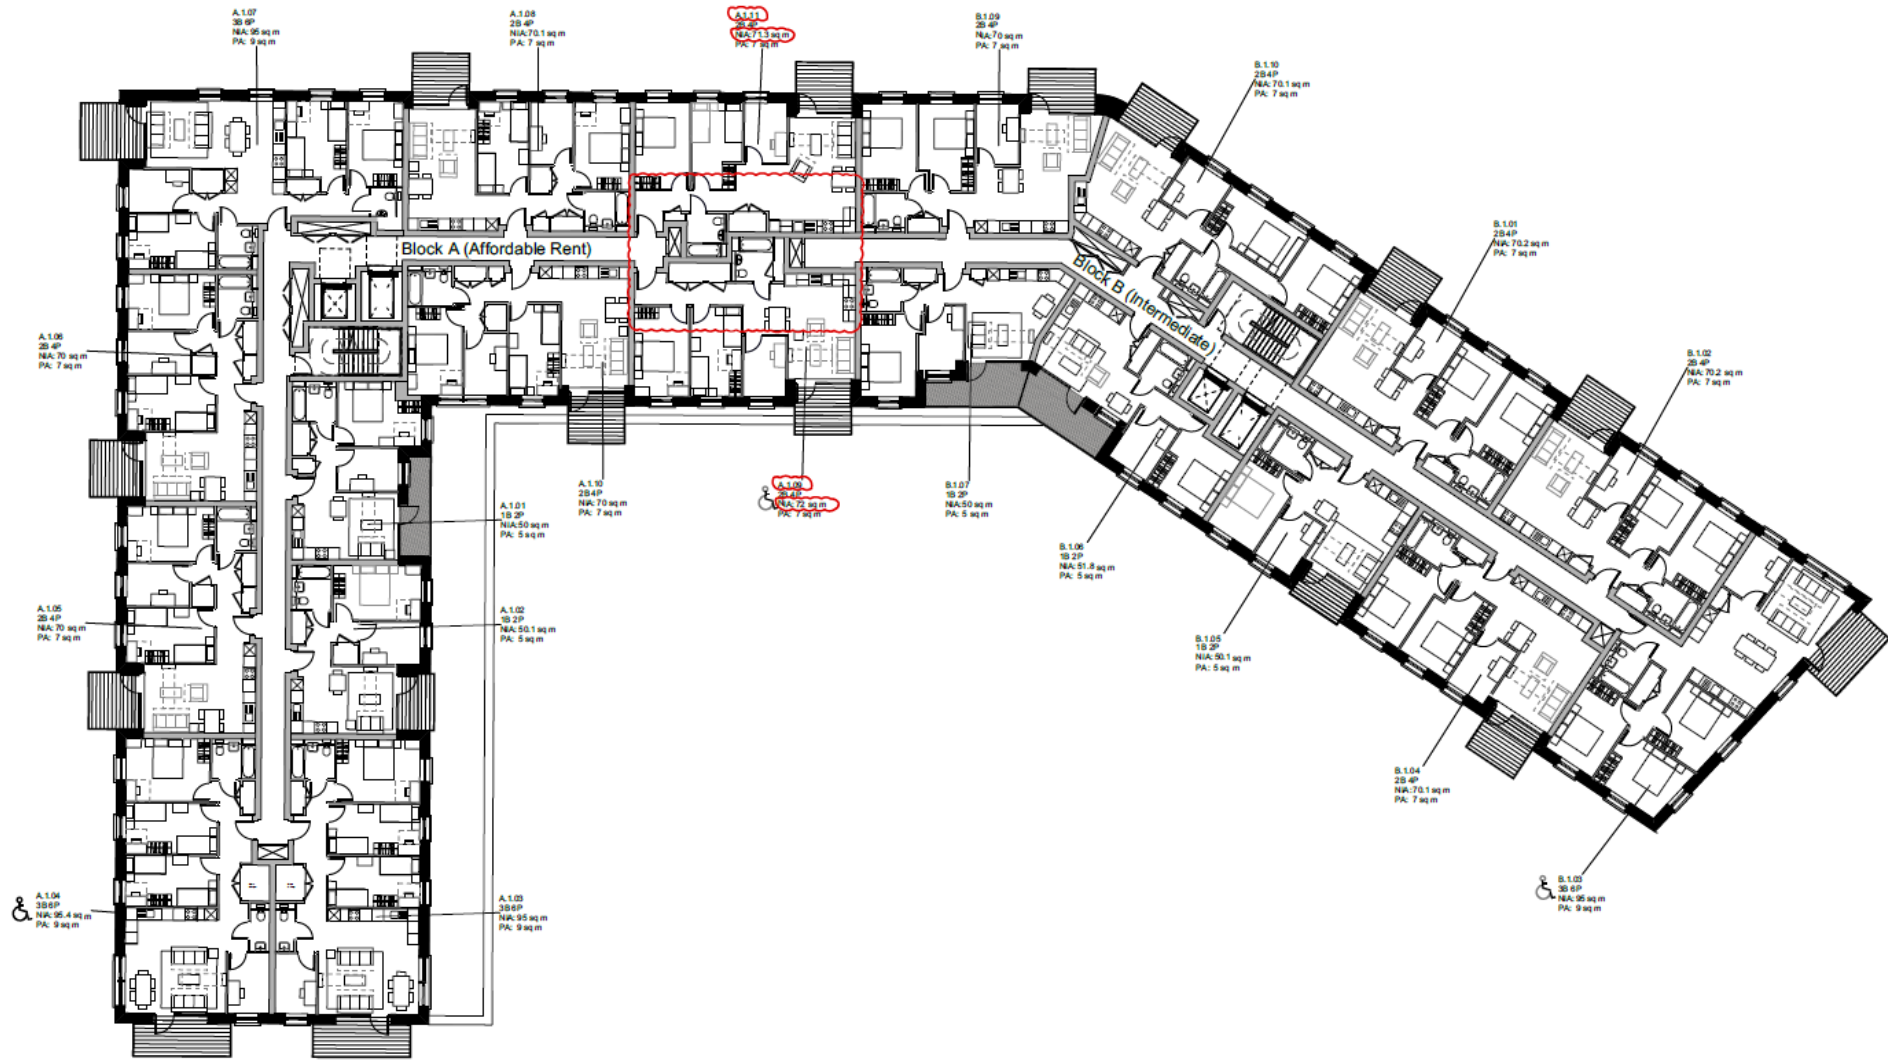 A.1.07
3B 6P
NIA: 95 sq m
PA: 9 sq m
A.1.08
2B 4P
NIA:70.1 sq m
PA: 7 sq m
A.1.11
2B 4P
NIA:71.3 sq m
PA: 7 sq m
B.1.09
2B 4P
NIA:70 sq m
PA: 7 sq m
B.1.10
2B4P
NIA: 70.1 sq m
PA: 7 sq m
B.1.01
2B 4P
NIA: 70.2 sq m
PA: 7 sq m
Block A (Affordable Rent)
Block B (Intermediate)
A.1.06
2B 4P
NIA: 70 sq m
PA: 7 sq m
B.1.02
2B 4P
NIA:70.2 sq m
PA: 7 sq m
A.1.10
2B4P
NIA: 70 sq m
PA: 7 sq m
A.1.09
2B 4P
NIA:72 sq m
PA: 7 sq m
B.1.07
1B 2P
NIA:50 sq m
PA: 5 sq m
A.1.01
1B 2P
NIA:50 sq m
PA: 5 sq m
B.1.06
1B 2P
NIA:51.8 sq m
PA: 5 sq m
A.1.05
2B 4P
NIA: 70 sq m
PA: 7 sq m
A.1.02
1B 2P
NIA:50.1 sq m
PA: 5 sq m
B.1.05
1B 2P
NIA:50.1 sq m
PA: 5 sq m
B.1.04
2B 4P
NIA:70.1 sq m
PA: 7 sq m
B.1.03
3B 6P
NIA:95 sq m
PA: 9 sq m
A.1.04
3B6P
NIA: 95.4 sq m
PA: 9 sq m
A.1.03
3B6P
NIA: 95 sq m
PA: 9 sq m